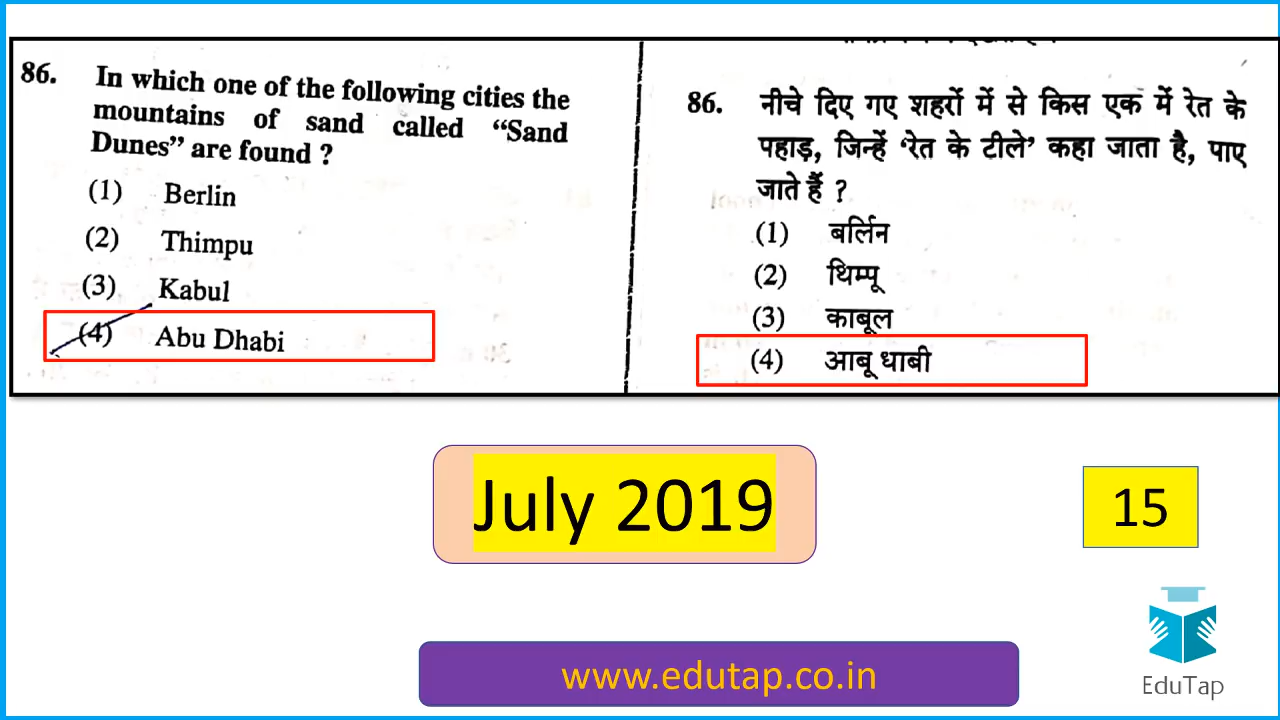 86. In which one of the following cities the
mountains of sand called “Sand
Dunes” are found ?
(1) Berlin
(2) Thimpu
(3) Kabul
(4) Abu Dhabi
86. नीचे दिए गए शहरों में से किस एक में रेत के
पहाड़, जिन्हें ‘रेत के टीले’ कहा जाता है, पाए
जाते हैं ?
(1) बर्लिन
(2) थिम्पू
(3) काबूल
(4) आबू धाबी
July 2019
15
EduTap
www.edutap.co.in